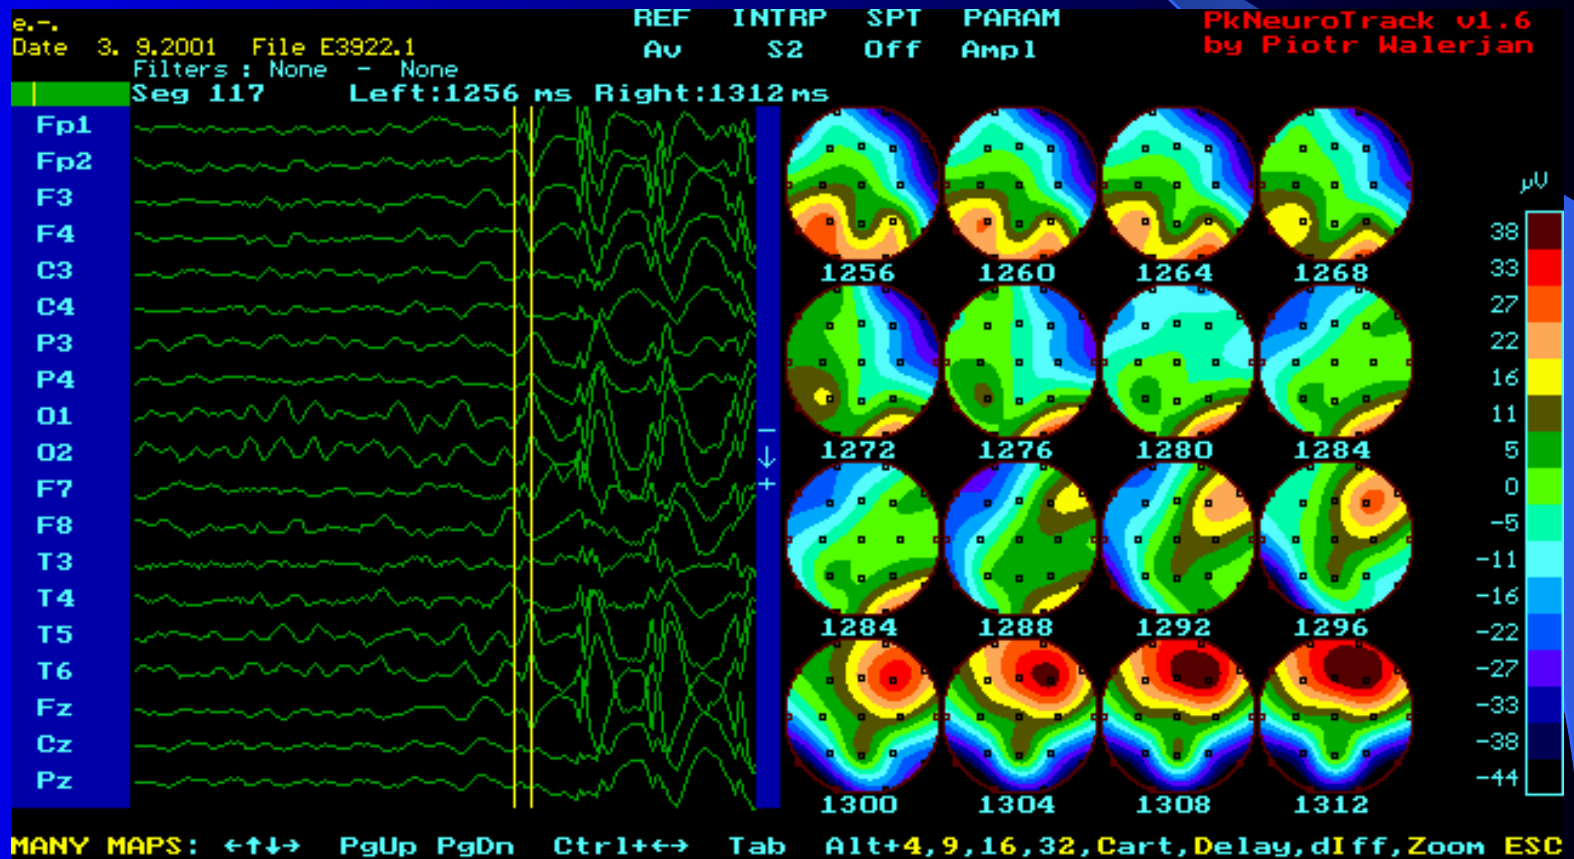 e.-.
REF INTRP SPT PARAM
PkNeuroTrack v1.6
Date 3. 9.2001 File E3922.1
Av S2 Off Ampl
by Piotr Walerjan
Filters : None - None
Seg 117 Left:1256 ms Right:1312 ms
Fp1
Fp2
F3
F4
C3
C4
P3
P4
O1
O2
F7
F8
T3
T4
T5
T6
Fz
Cz
Pz
−
↓
+
1256 1260 1264 1268
1272 1276 1280 1284
1284 1288 1292 1296
1300 1304 1308 1312
µV
38
33
27
22
16
11
5
0
-5
-11
-16
-22
-27
-33
-38
-44
MANY MAPS: ←↑↓→ PgUp PgDn Ctrl+←→ Tab Alt+4,9,16,32,Cart,Delay,dIff,Zoom ESC